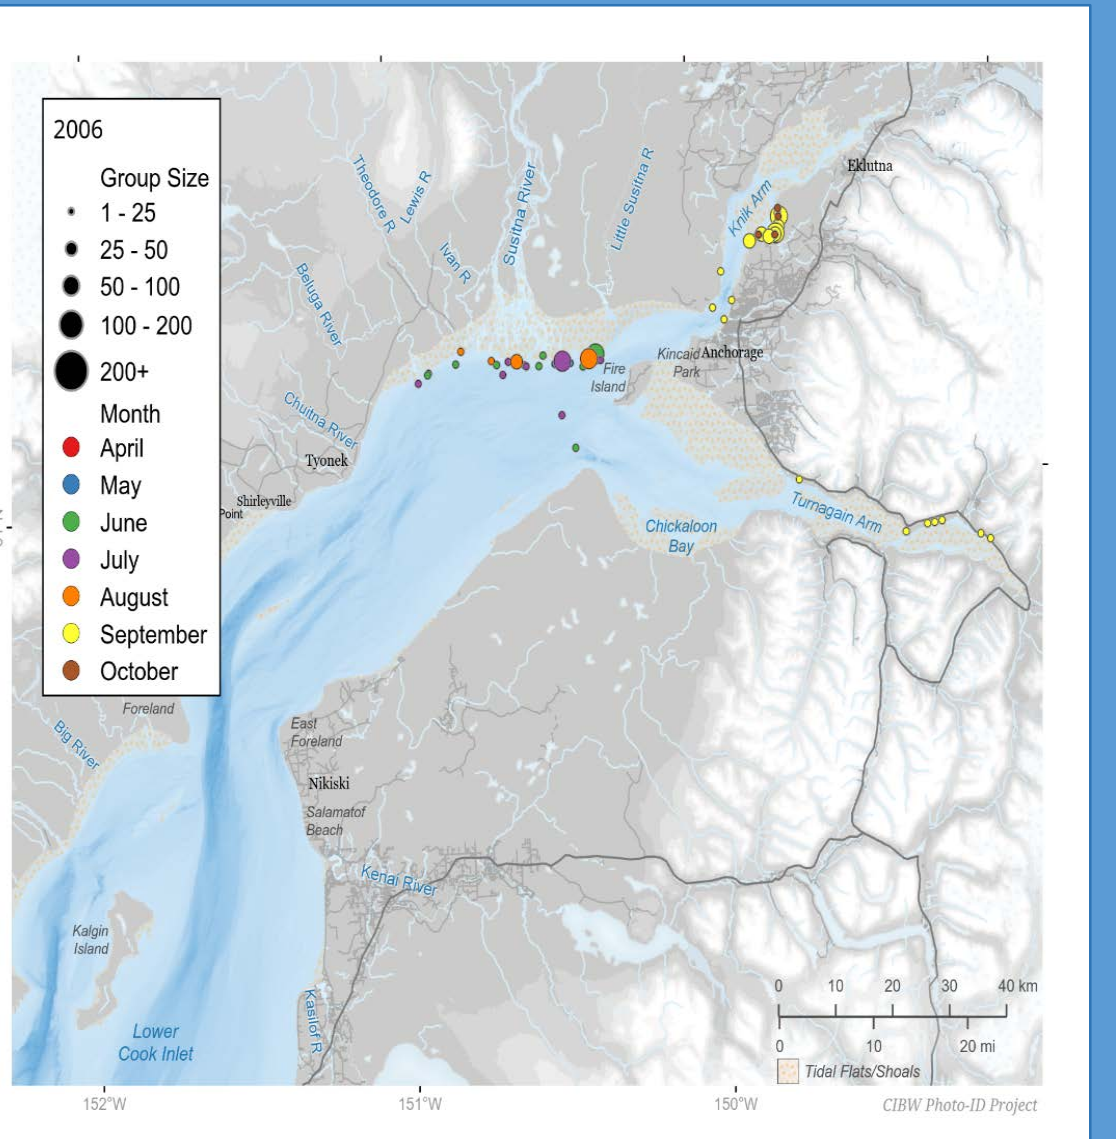 2006
Group Size
1 - 25
25 - 50
50 - 100
100 - 200
200+
Month
April
May
June
July
August
September
October
Theodore R
Lewis R
Ivan R
Susitna River
Little Susitna R
Knik Arm
Eklutna
Beluga River
Chuitna River
Tyonek
Shirleyville
Point
Kincaid
Park
Anchorage
Fire
Island
Turnagain Arm
Chickaloon
Bay
Foreland
Big River
East
Foreland
Nikiski
Salamatof
Beach
Kenai River
Kalgin
Island
Kasilof R
Lower
Cook Inlet
0 10 20 30 40 km
0 10 20 mi
Tidal Flats/Shoals
152°W 151°W 150°W
CIBW Photo-ID Project